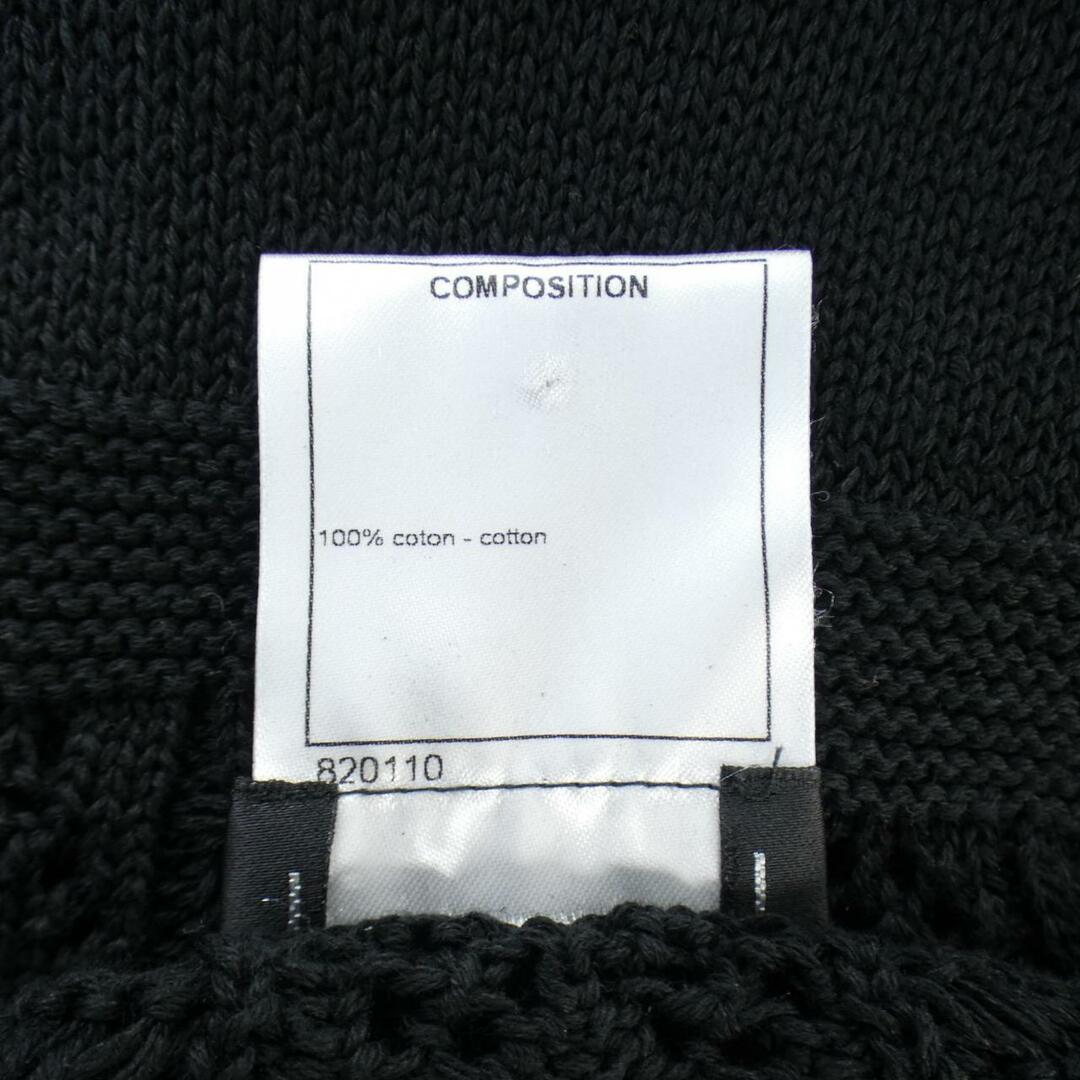 COMPOSITION
100% coton - cotton
820110